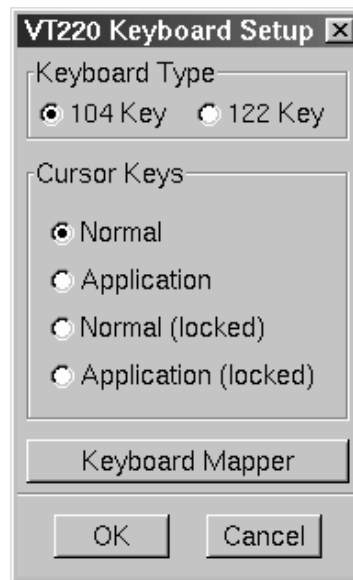 VT220 Keyboard Setup
Keyboard Type
104 Key 122 Key
Cursor Keys
Normal
Application
Normal (locked)
Application (locked)
Keyboard Mapper
OK Cancel